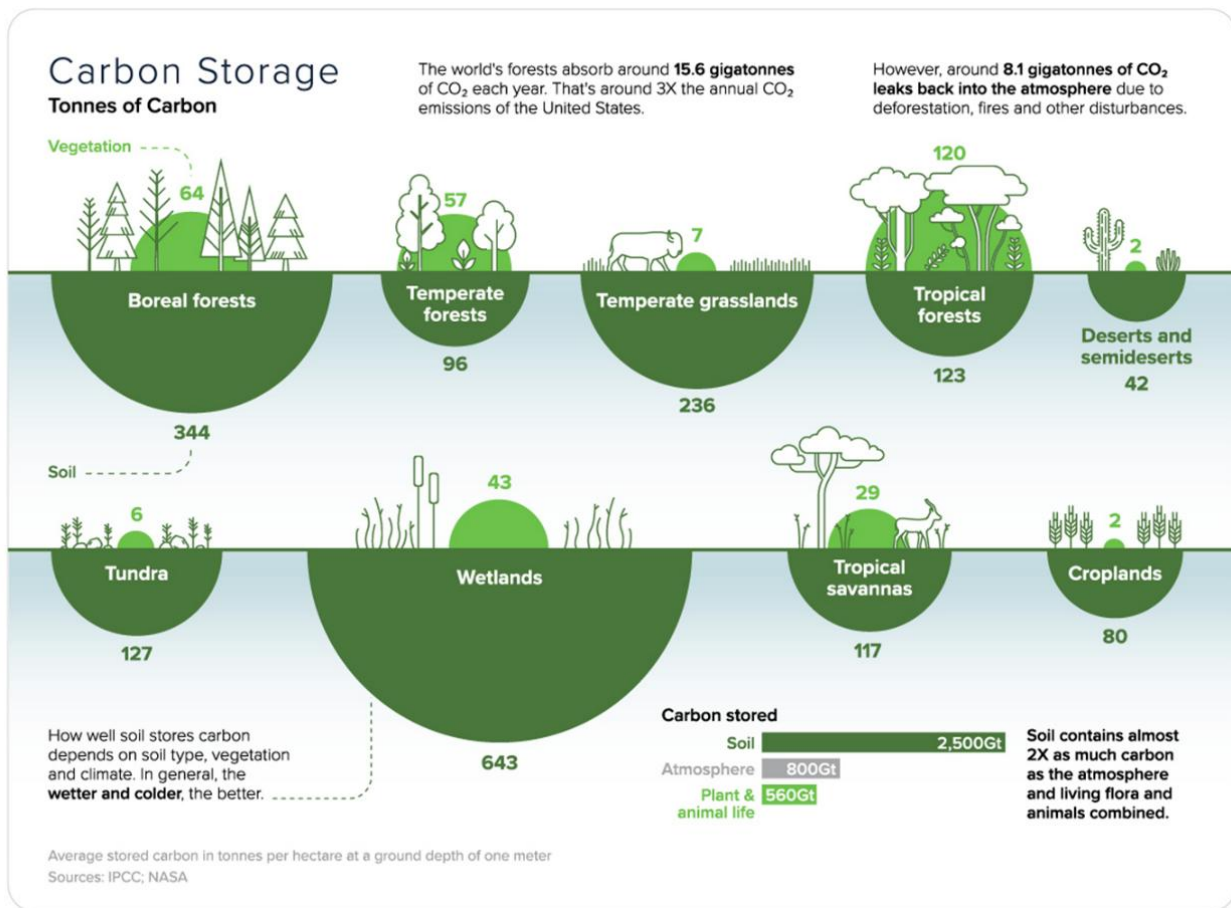 Carbon Storage
Tonnes of Carbon
The world's forests absorb around 15.6 gigatonnes
of CO₂ each year. That's around 3X the annual CO₂
emissions of the United States.
However, around 8.1 gigatonnes of CO₂
leaks back into the atmosphere due to
deforestation, fires and other disturbances.
Vegetation
64
57
7
120
2
Boreal forests
Temperate
forests
Temperate grasslands
Tropical
forests
Deserts and
semideserts
344
96
236
123
42
Soil
6
43
29
2
Tundra
Wetlands
Tropical
savannas
Croplands
127
643
117
80
How well soil stores carbon
depends on soil type, vegetation
and climate. In general, the
wetter and colder, the better.
Carbon stored
Soil 2,500Gt
Atmosphere 800Gt
Plant &
animal life 560Gt
Soil contains almost
2X as much carbon
as the atmosphere
and living flora and
animals combined.
Average stored carbon in tonnes per hectare at a ground depth of one meter
Sources: IPCC; NASA